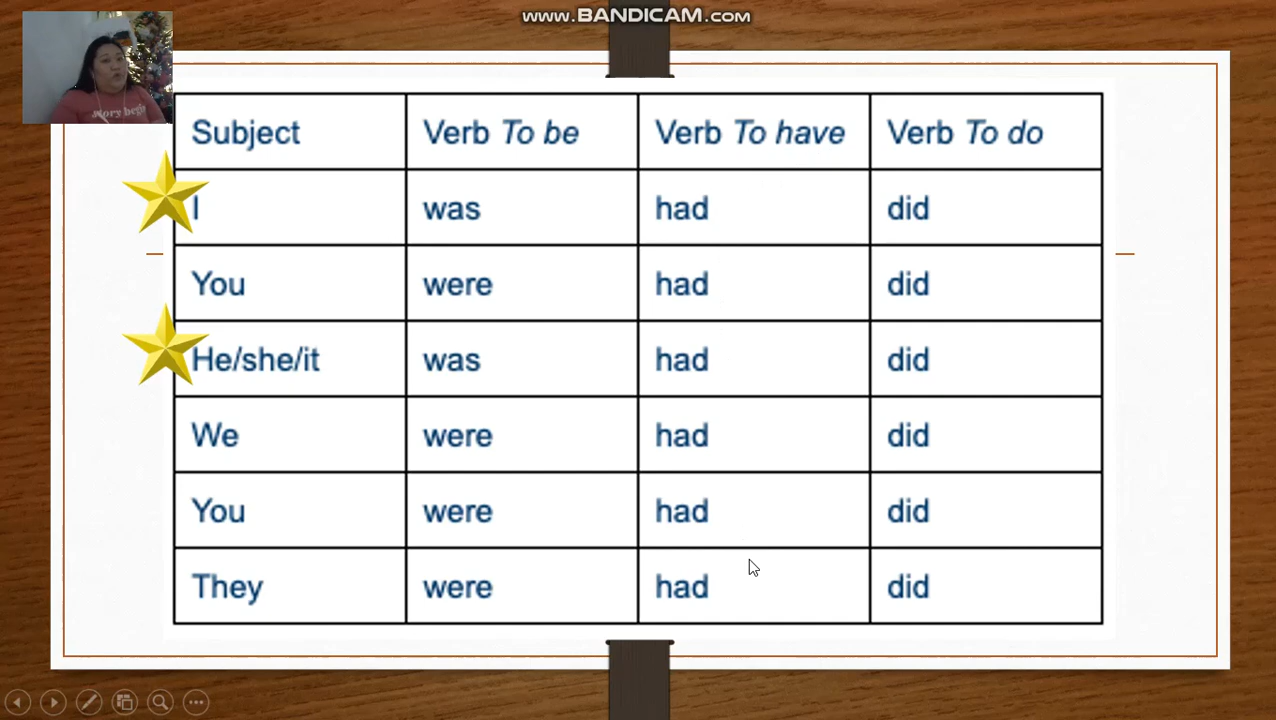 www.BANDICAM.com
story begin
Subject Verb To be Verb To have Verb To do
I was had did
You were had did
He/she/it was had did
We were had did
You were had did
They were had did